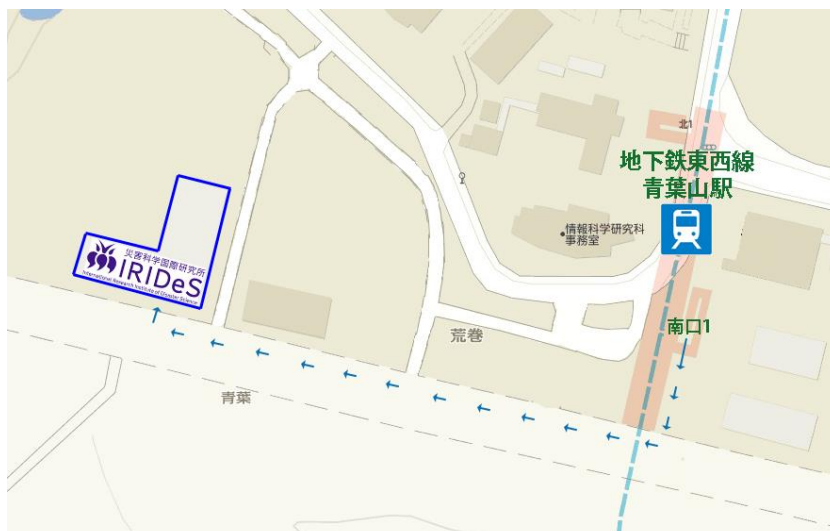 北1
地下鉄東西線
青葉山駅
情報科学研究科
事務室
災害科学国際研究所
IRIDeS
International Research Institute of Disaster Science
南口1
荒巻
青葉